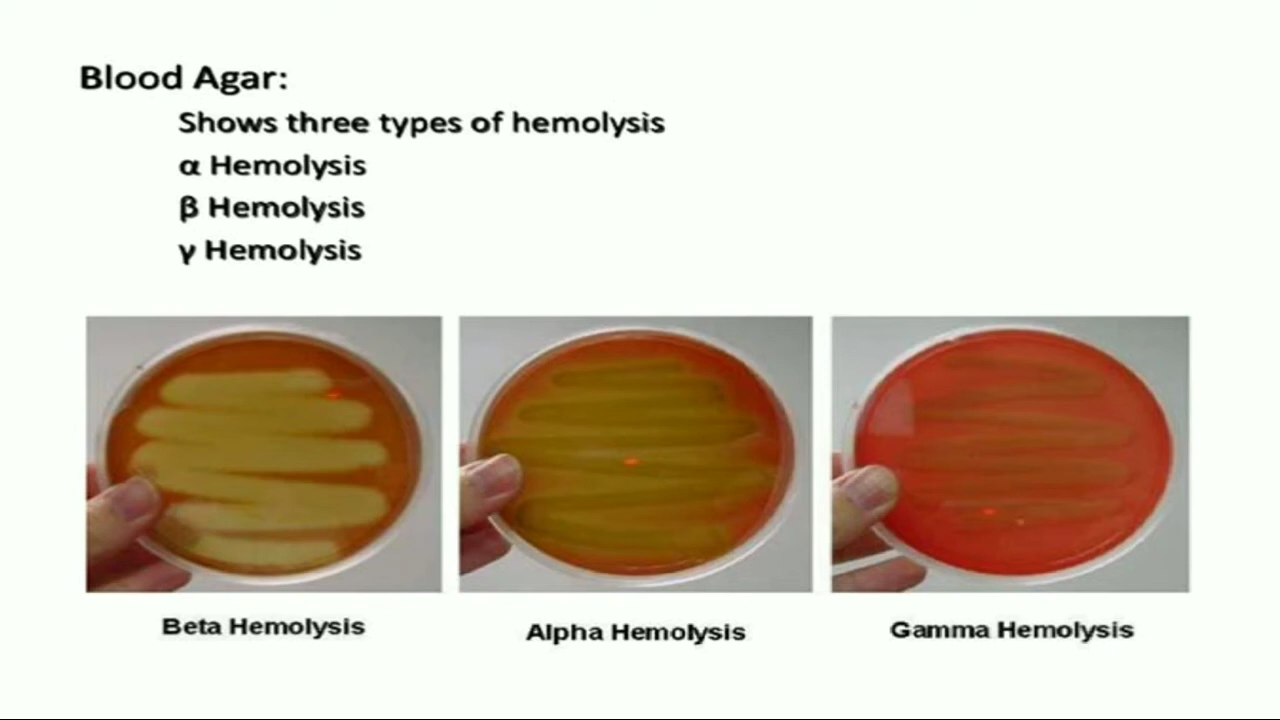 Blood Agar:
Shows three types of hemolysis
α Hemolysis
β Hemolysis
γ Hemolysis
Beta Hemolysis
Alpha Hemolysis
Gamma Hemolysis